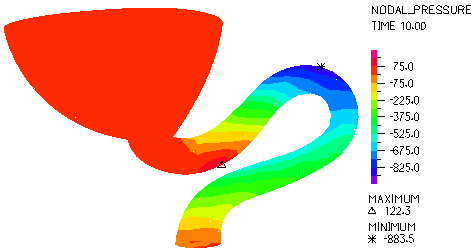 NODAL_PRESSURE
TIME 10.00
75.0
-75.0
-225.0
-375.0
-525.0
-675.0
-825.0
MAXIMUM
△ 122.3
MINIMUM
✳ -883.5